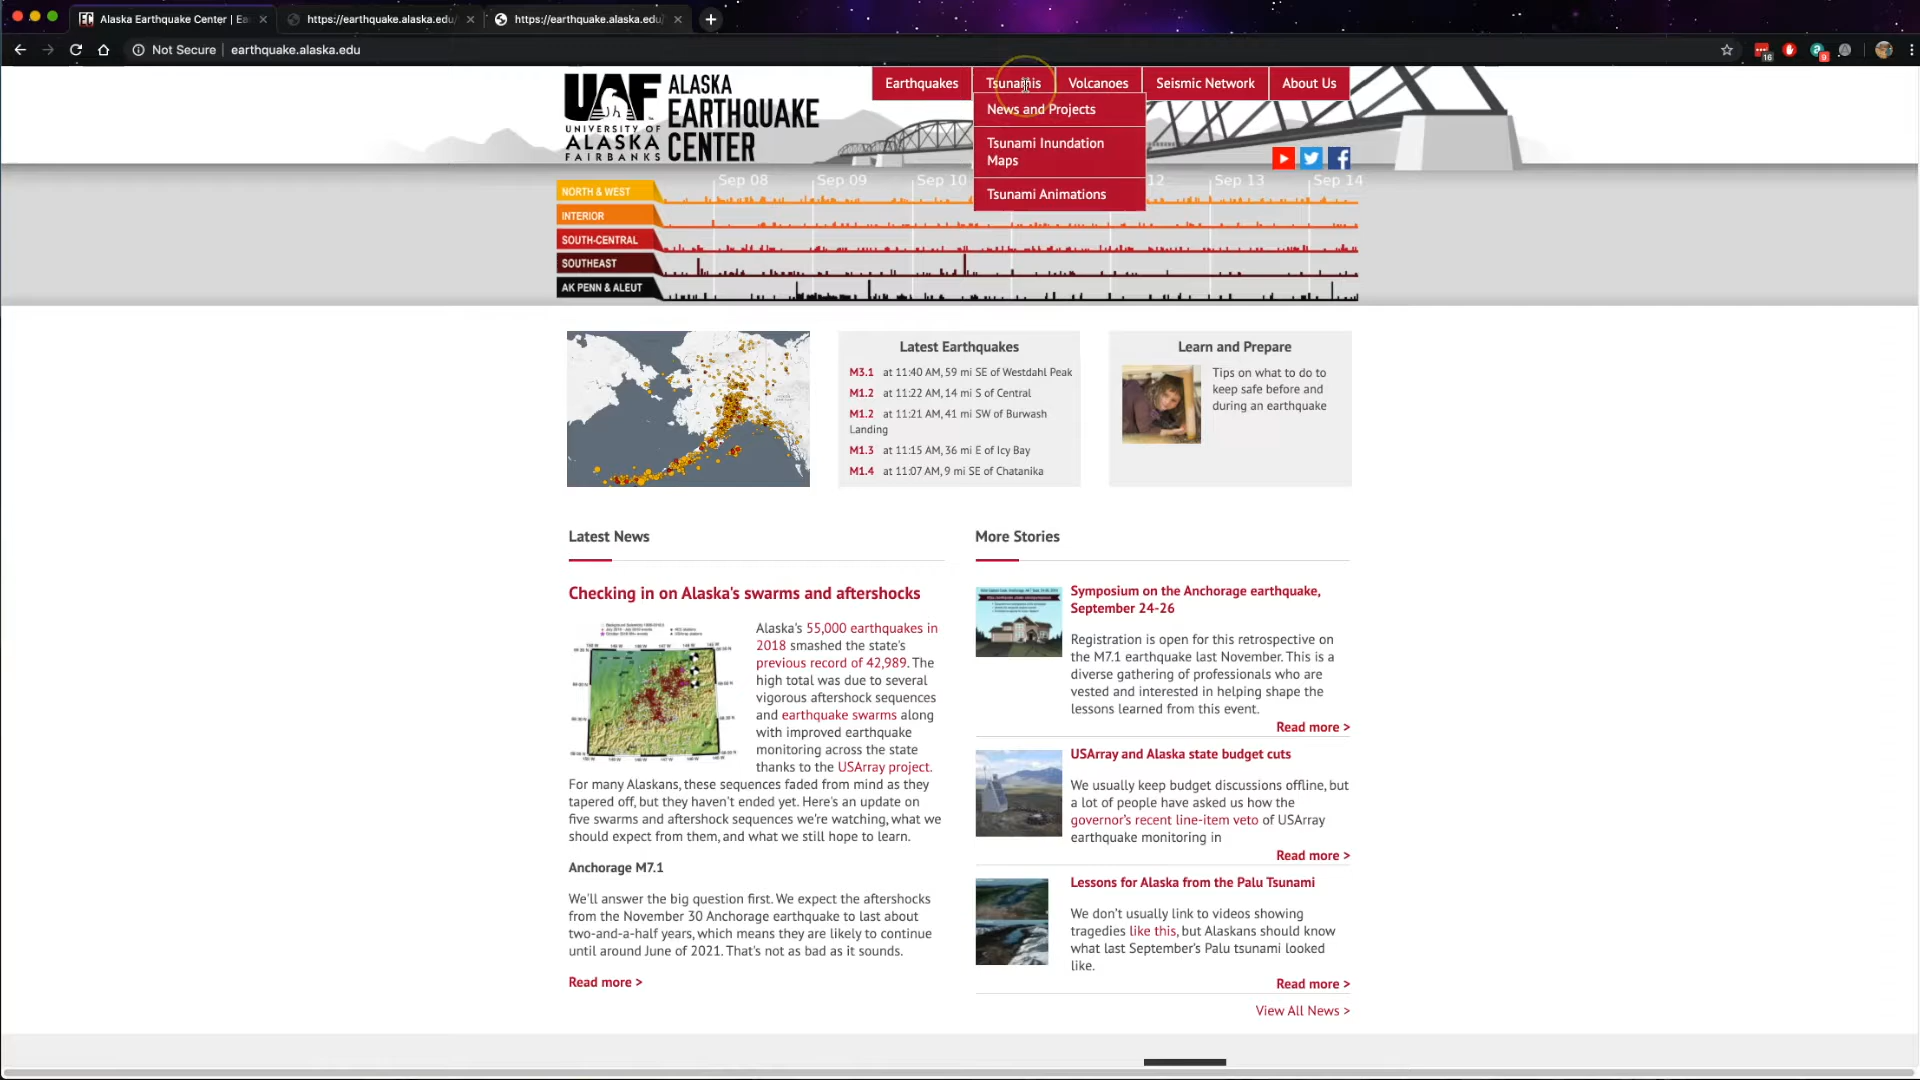 Alaska Earthquake Center | Ea
https://earthquake.alaska.edu/
https://earthquake.alaska.edu/
Not Secure | earthquake.alaska.edu
16
9
UAF
UNIVERSITY OF
ALASKA
FAIRBANKS
ALASKA
EARTHQUAKE
CENTER
Earthquakes
Tsunamis
Volcanoes
Seismic Network
About Us
News and Projects
Tsunami Inundation
Maps
Tsunami Animations
Sep 08
Sep 09
Sep 10
12
Sep 13
Sep 14
NORTH & WEST
INTERIOR
SOUTH-CENTRAL
SOUTHEAST
AK PENN & ALEUT
Latest Earthquakes
M3.1 at 11:40 AM, 59 mi SE of Westdahl Peak
M1.2 at 11:22 AM, 14 mi S of Central
M1.2 at 11:21 AM, 41 mi SW of Burwash
Landing
M1.3 at 11:15 AM, 36 mi E of Icy Bay
M1.4 at 11:07 AM, 9 mi SE of Chatanika
Learn and Prepare
Tips on what to do to
keep safe before and
during an earthquake
Latest News
Checking in on Alaska's swarms and aftershocks
Alaska's 55,000 earthquakes in
2018 smashed the state's
previous record of 42,989. The
high total was due to several
vigorous aftershock sequences
and earthquake swarms along
with improved earthquake
monitoring across the state
thanks to the USArray project.
For many Alaskans, these sequences faded from mind as they
tapered off, but they haven't ended yet. Here's an update on
five swarms and aftershock sequences we're watching, what we
should expect from them, and what we still hope to learn.
Anchorage M7.1
We'll answer the big question first. We expect the aftershocks
from the November 30 Anchorage earthquake to last about
two-and-a-half years, which means they are likely to continue
until around June of 2021. That's not as bad as it sounds.
Read more >
More Stories
Symposium on the Anchorage earthquake,
September 24-26
Registration is open for this retrospective on
the M7.1 earthquake last November. This is a
diverse gathering of professionals who are
vested and interested in helping shape the
lessons learned from this event.
Read more >
USArray and Alaska state budget cuts
We usually keep budget discussions offline, but
a lot of people have asked us how the
governor's recent line-item veto of USArray
earthquake monitoring in
Read more >
Lessons for Alaska from the Palu Tsunami
We don't usually link to videos showing
tragedies like this, but Alaskans should know
what last September's Palu tsunami looked
like.
Read more >
View All News >